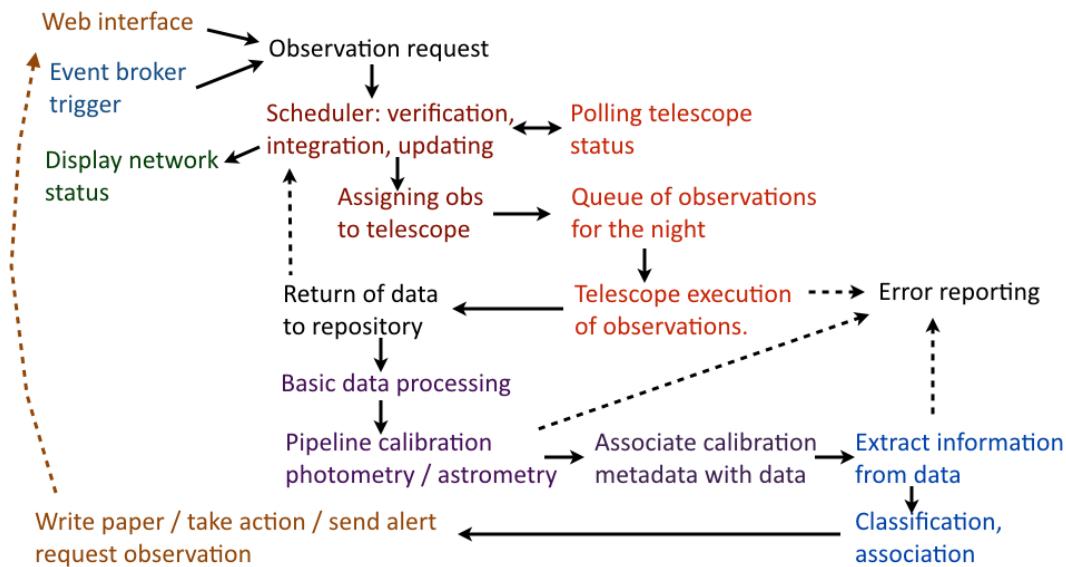 Web interface
Observation request
Event broker
trigger
Scheduler: verification,
integration, updating
Polling telescope
status
Display network
status
Assigning obs
to telescope
Queue of observations
for the night
Return of data
to repository
Telescope execution
of observations.
Error reporting
Basic data processing
Pipeline calibration
photometry / astrometry
Associate calibration
metadata with data
Extract information
from data
Write paper / take action / send alert
request observation
Classification,
association